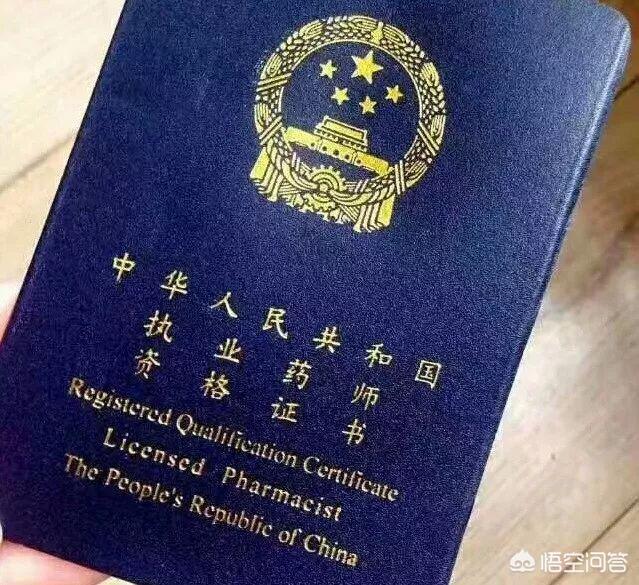 中华人民共和国
执业药师
资格证书
Registered Qualification Certificate
Licensed Pharmacist
The People's Republic of China
悟空问答